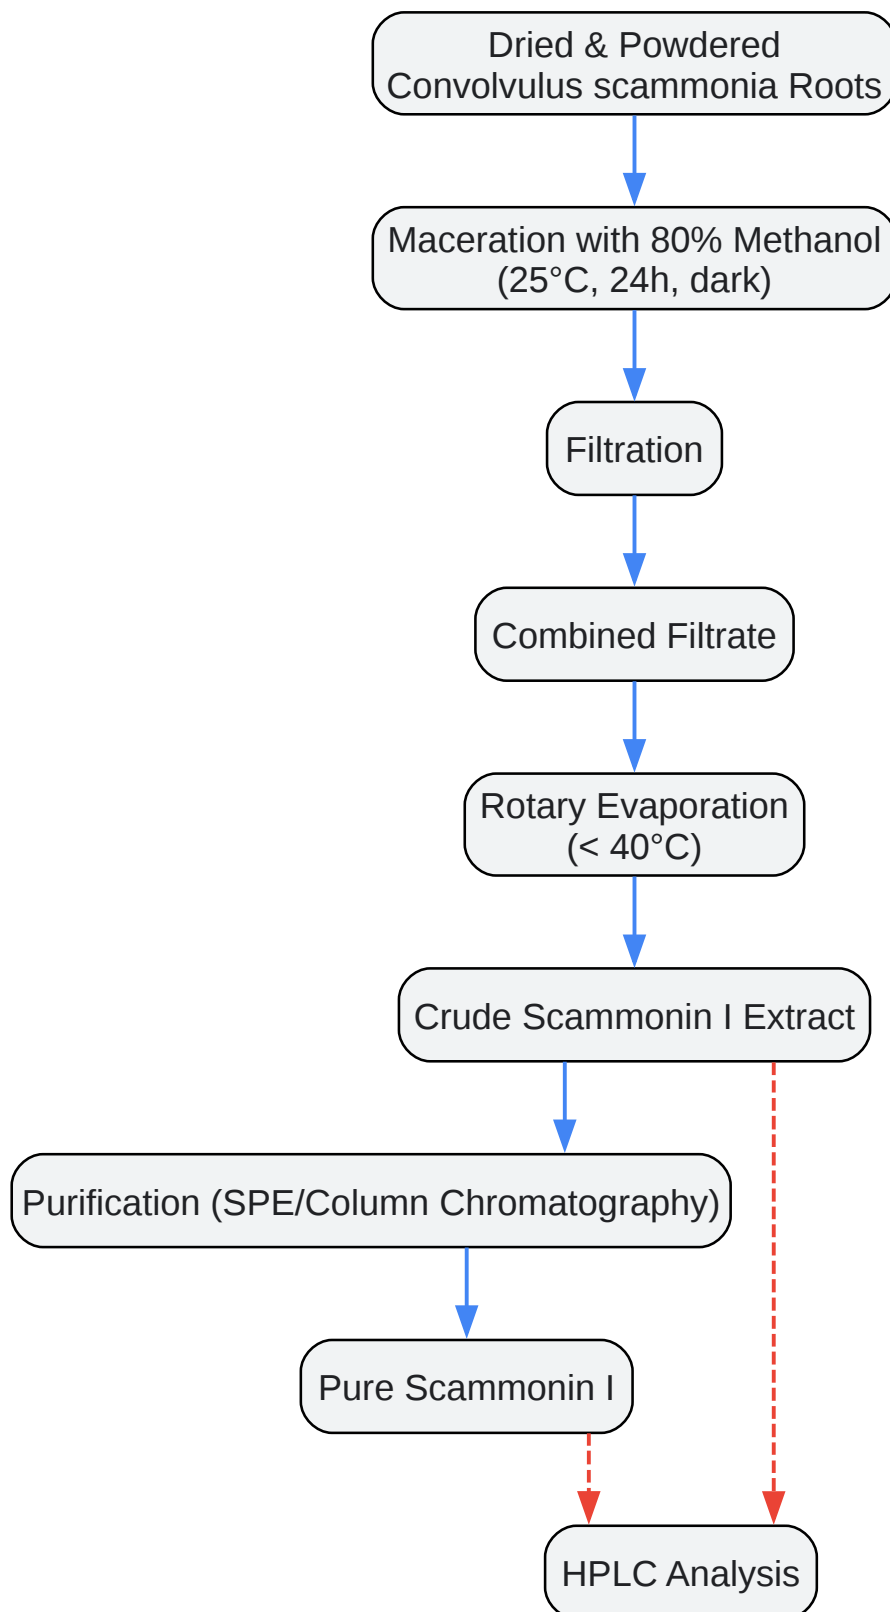 Dried & Powdered
Convolvulus scammonia Roots
Maceration with 80% Methanol
(25°C, 24h, dark)
Filtration
Combined Filtrate
Rotary Evaporation
(< 40°C)
Crude Scammonin I Extract
Purification (SPE/Column Chromatography)
Pure Scammonin I
HPLC Analysis